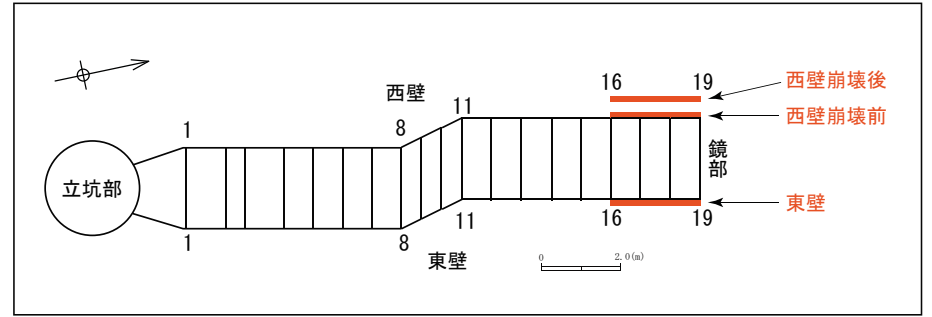 16 19 西壁崩壊後
西壁
1 8 11 西壁崩壊前
鏡部
立坑部
東壁
1 8 11 16 19
東壁
0 2.0(m)